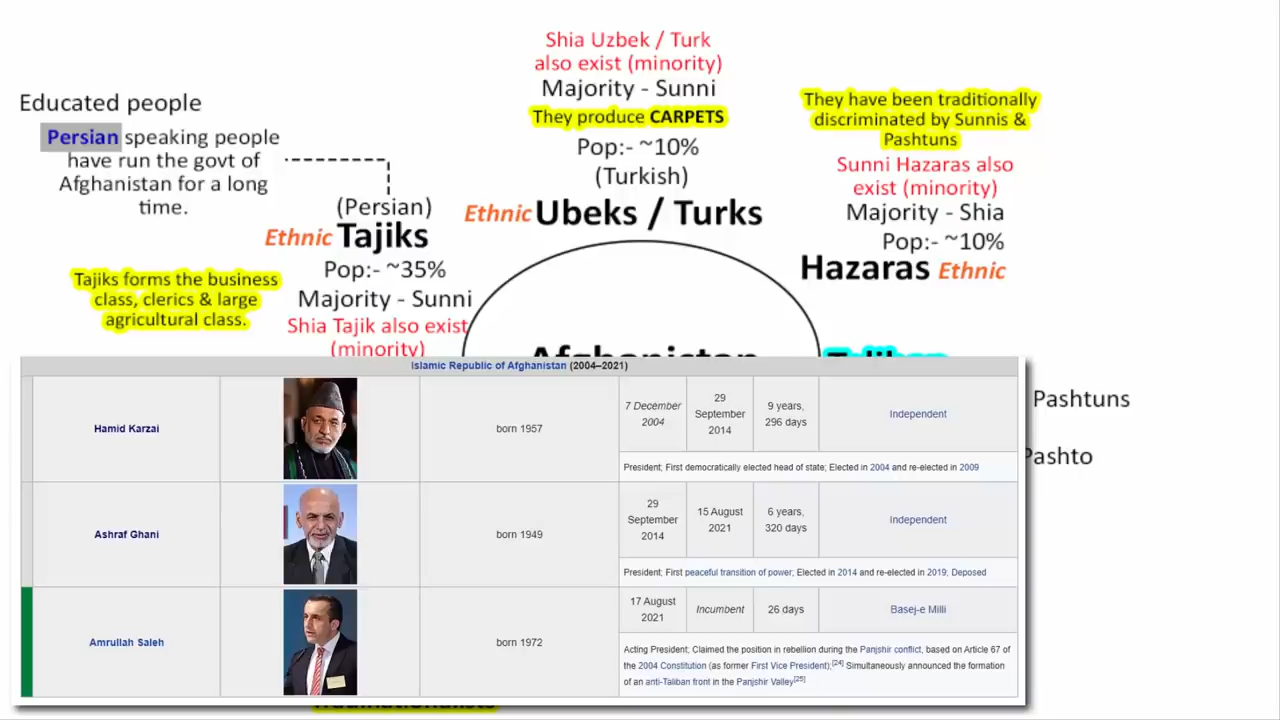 Shia Uzbek / Turk
also exist (minority)
Majority - Sunni
They produce CARPETS
Pop:- ~10%
(Turkish)
Ethnic Ubeks / Turks
Educated people
Persian speaking people
have run the govt of
Afghanistan for a long
time.
(Persian)
Ethnic Tajiks
Pop:- ~35%
Majority - Sunni
Shia Tajik also exist
(minority)
Tajiks forms the business
class, clerics & large
agricultural class.
They have been traditionally
discriminated by Sunnis &
Pashtuns
Sunni Hazaras also
exist (minority)
Majority - Shia
Pop:- ~10%
Hazaras Ethnic
Afghanistan
Taliban
Pashtuns
Pashto
Islamic Republic of Afghanistan (2004–2021)
Hamid Karzai
born 1957
7 December
2004
29
September
2014
9 years,
296 days
Independent
President; First democratically elected head of state; Elected in 2004 and re-elected in 2009
Ashraf Ghani
born 1949
29
September
2014
15 August
2021
6 years,
320 days
Independent
President; First peaceful transition of power; Elected in 2014 and re-elected in 2019; Deposed
Amrullah Saleh
born 1972
17 August
2021
Incumbent
26 days
Basej-e Milli
Acting President; Claimed the position in rebellion during the Panjshir conflict, based on Article 67 of
the 2004 Constitution (as former First Vice President);[24] Simultaneously announced the formation
of an anti-Taliban front in the Panjshir Valley[25]